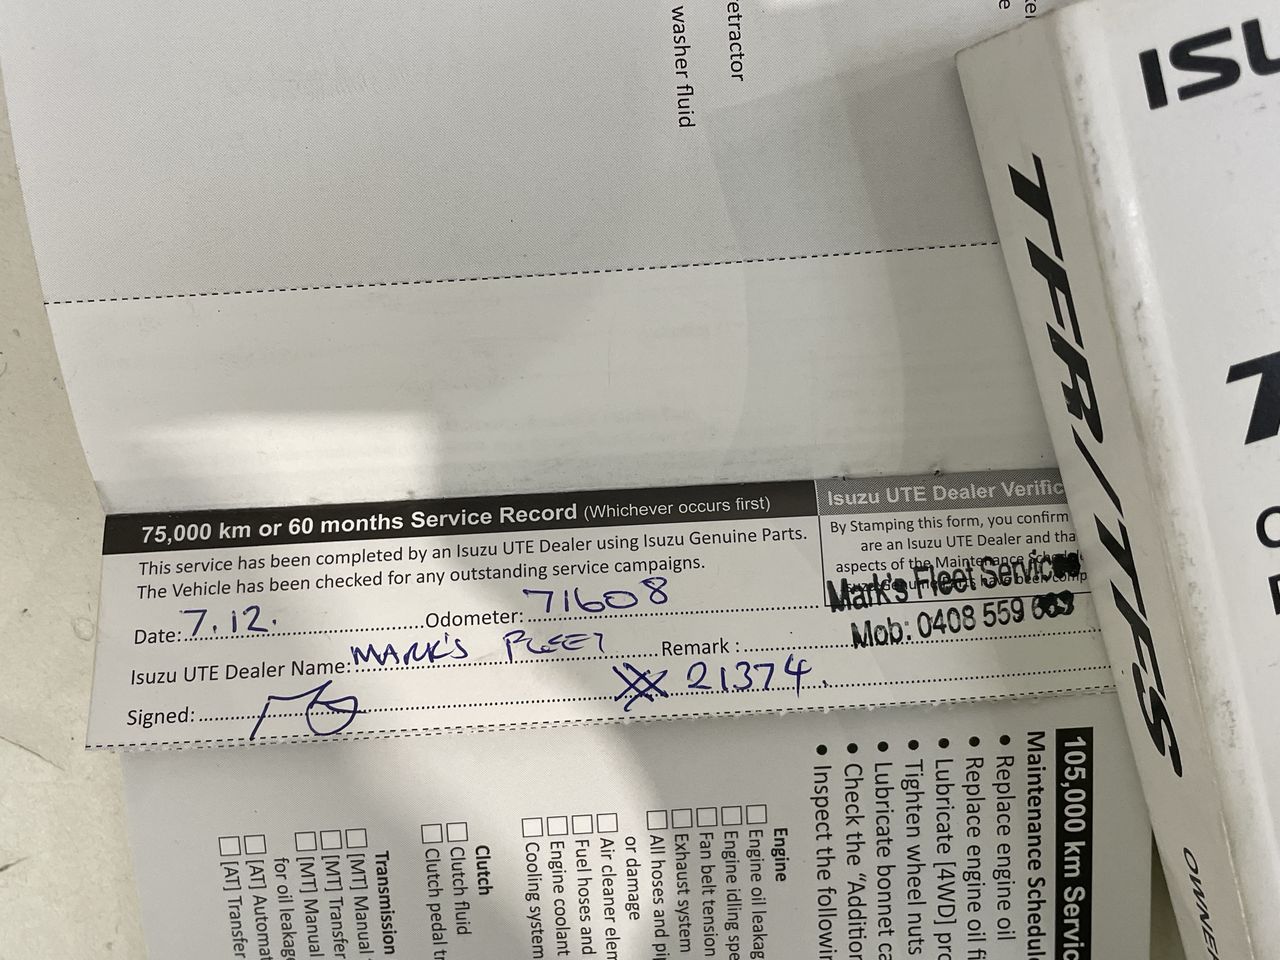 etractor
washer fluid
ISU
TFR/TFS
OWNE
75,000 km or 60 months Service Record (Whichever occurs first)
This service has been completed by an Isuzu UTE Dealer using Isuzu Genuine Parts.
The Vehicle has been checked for any outstanding service campaigns.
Date: 7.12. Odometer: 71608
Isuzu UTE Dealer Name: MARK'S FLEET Remark :
Signed: 21374.
Isuzu UTE Dealer Verific
By Stamping this form, you confirm
are an Isuzu UTE Dealer and tha
aspects of the Maintenance Schedule
have been comp
Mark's Fleet Services
Mob: 0408 559
105,000 km Servic
Maintenance Schedul
• Replace engine oil
• Replace engine oil fi
• Lubricate [4WD] pro
• Tighten wheel nuts
• Lubricate bonnet ca
• Check the "Addition
• Inspect the followin
Engine
Engine oil leakag
Engine idling spe
Fan belt tension
Exhaust system
All hoses and pip
or damage
Air cleaner elem
Fuel hoses and
Engine coolant
Cooling system
Clutch
Clutch fluid
Clutch pedal tr
Transmission
[MT] Manual
[MT] Transfer
[MT] Manual
for oil leakag
[AT] Automat
[AT] Transfer